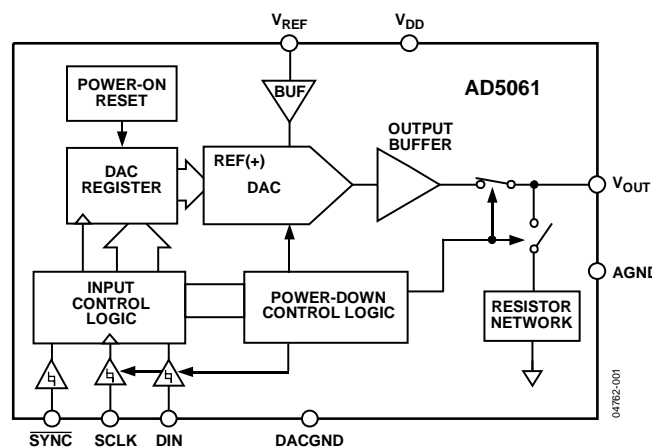 VREF
VDD
BUF
AD5061
POWER-ON
RESET
OUTPUT
BUFFER
REF(+)
DAC
REGISTER
DAC
VOUT
AGND
INPUT
CONTROL
LOGIC
POWER-DOWN
CONTROL LOGIC
RESISTOR
NETWORK
SYNC
SCLK
DIN
DACGND
04762-001